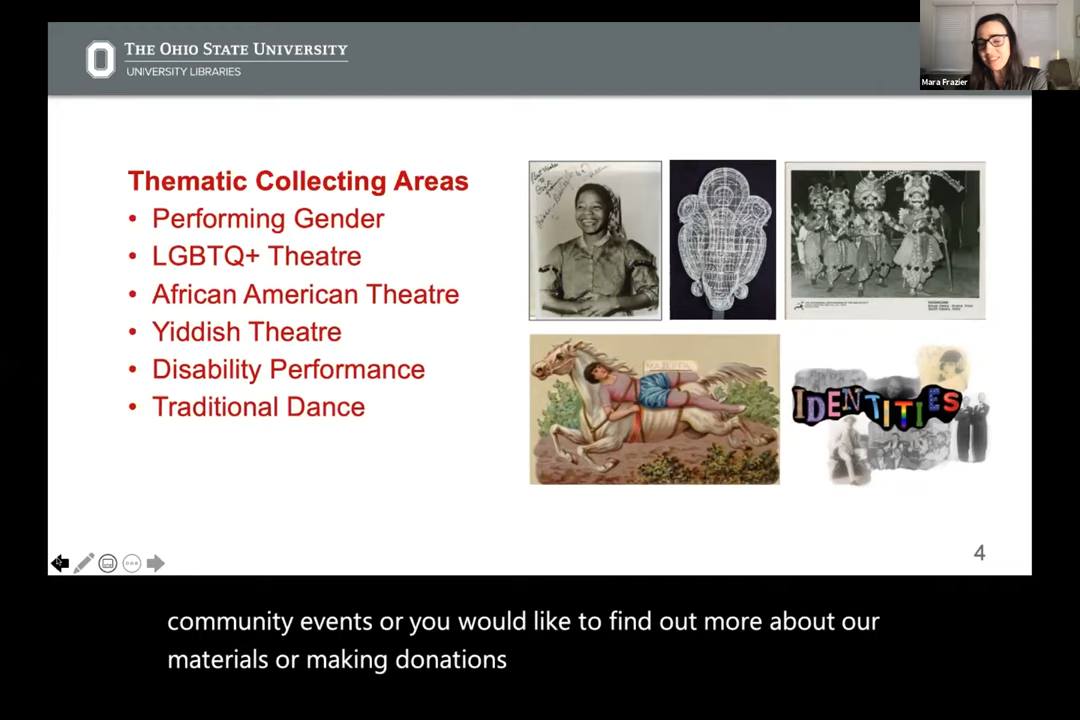 THE OHIO STATE UNIVERSITY
UNIVERSITY LIBRARIES
Mara Frazier
Thematic Collecting Areas
• Performing Gender
• LGBTQ+ Theatre
• African American Theatre
• Yiddish Theatre
• Disability Performance
• Traditional Dance
MAZEPPA
IDENTITIES
4
community events or you would like to find out more about our
materials or making donations